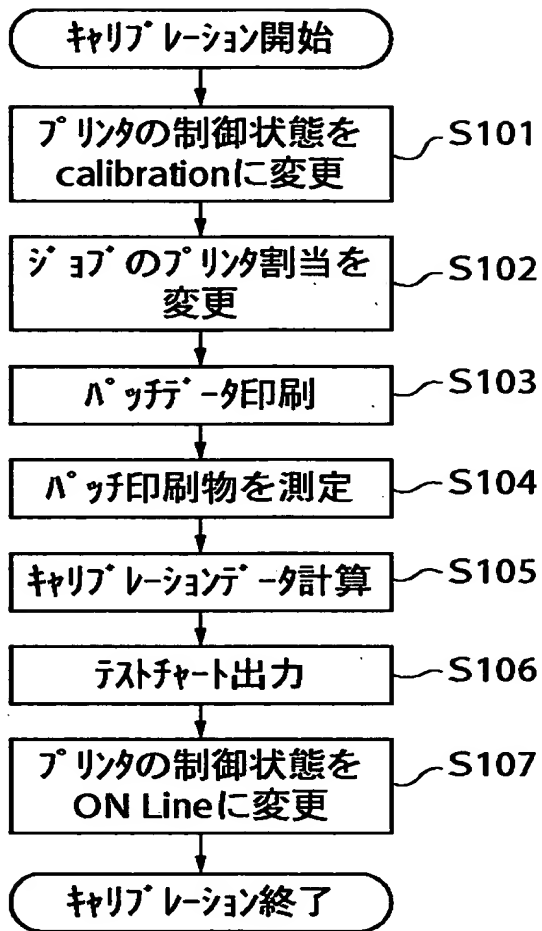 キャリブレーション開始
プリンタの制御状態を
calibrationに変更
S101
ジョブのプリンタ割当を
変更
S102
パッチデータ印刷
S103
パッチ印刷物を測定
S104
キャリブレーションデータ計算
S105
テストチャート出力
S106
プリンタの制御状態を
ON Lineに変更
S107
キャリブレーション終了